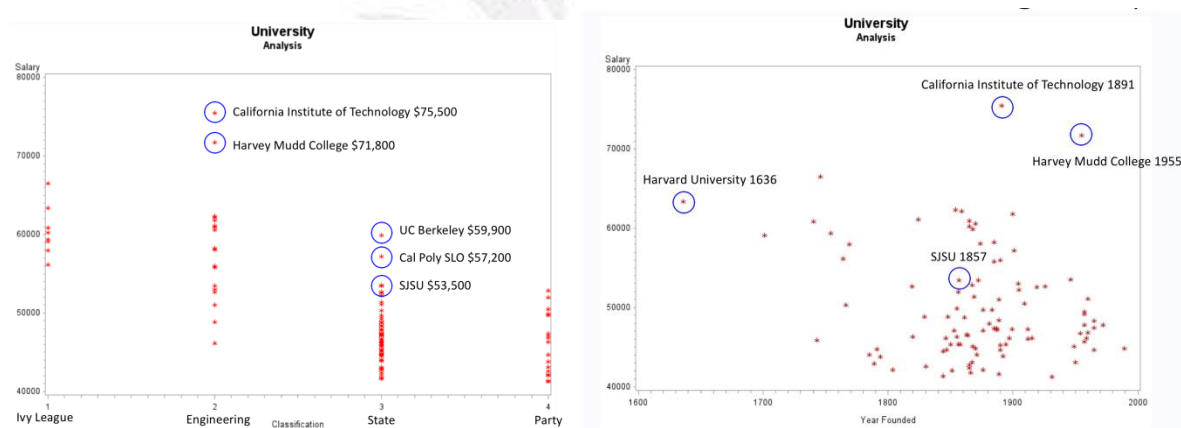 University
Analysis
Salary
80000
70000
60000
50000
40000
California Institute of Technology $75,500
Harvey Mudd College $71,800
UC Berkeley $59,900
Cal Poly SLO $57,200
SJSU $53,500
1
2
3
4
Ivy League
Engineering
Classification
State
Party
University
Analysis
Salary
80000
70000
60000
50000
40000
California Institute of Technology 1891
Harvey Mudd College 1955
Harvard University 1636
SJSU 1857
1600
1700
1800
1900
2000
Year Founded